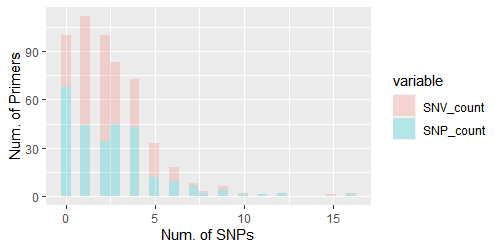 Num. of Primers
90
60
30
0
0
5
10
15
Num. of SNPs
variable
SNV_count
SNP_count